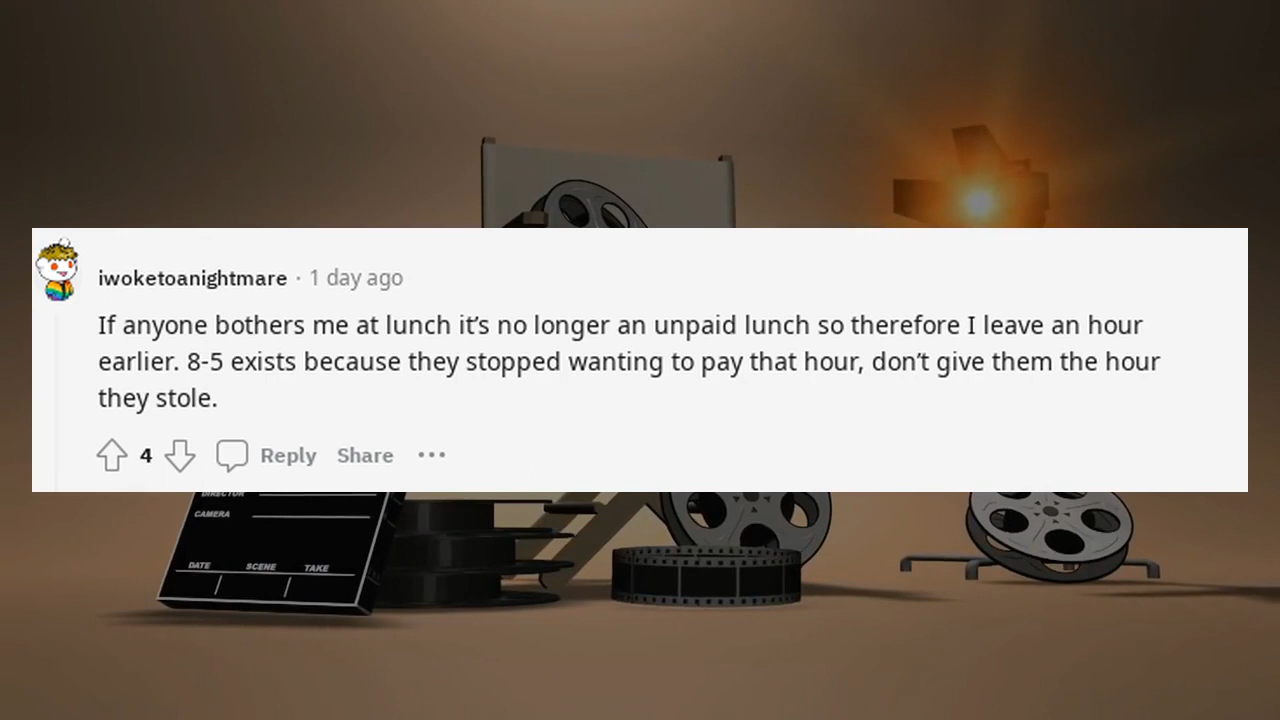 iwoketoanightmare · 1 day ago
If anyone bothers me at lunch it’s no longer an unpaid lunch so therefore I leave an hour
earlier. 8-5 exists because they stopped wanting to pay that hour, don’t give them the hour
they stole.
4 Reply Share •••
DIRECTOR
CAMERA
DATE SCENE TAKE